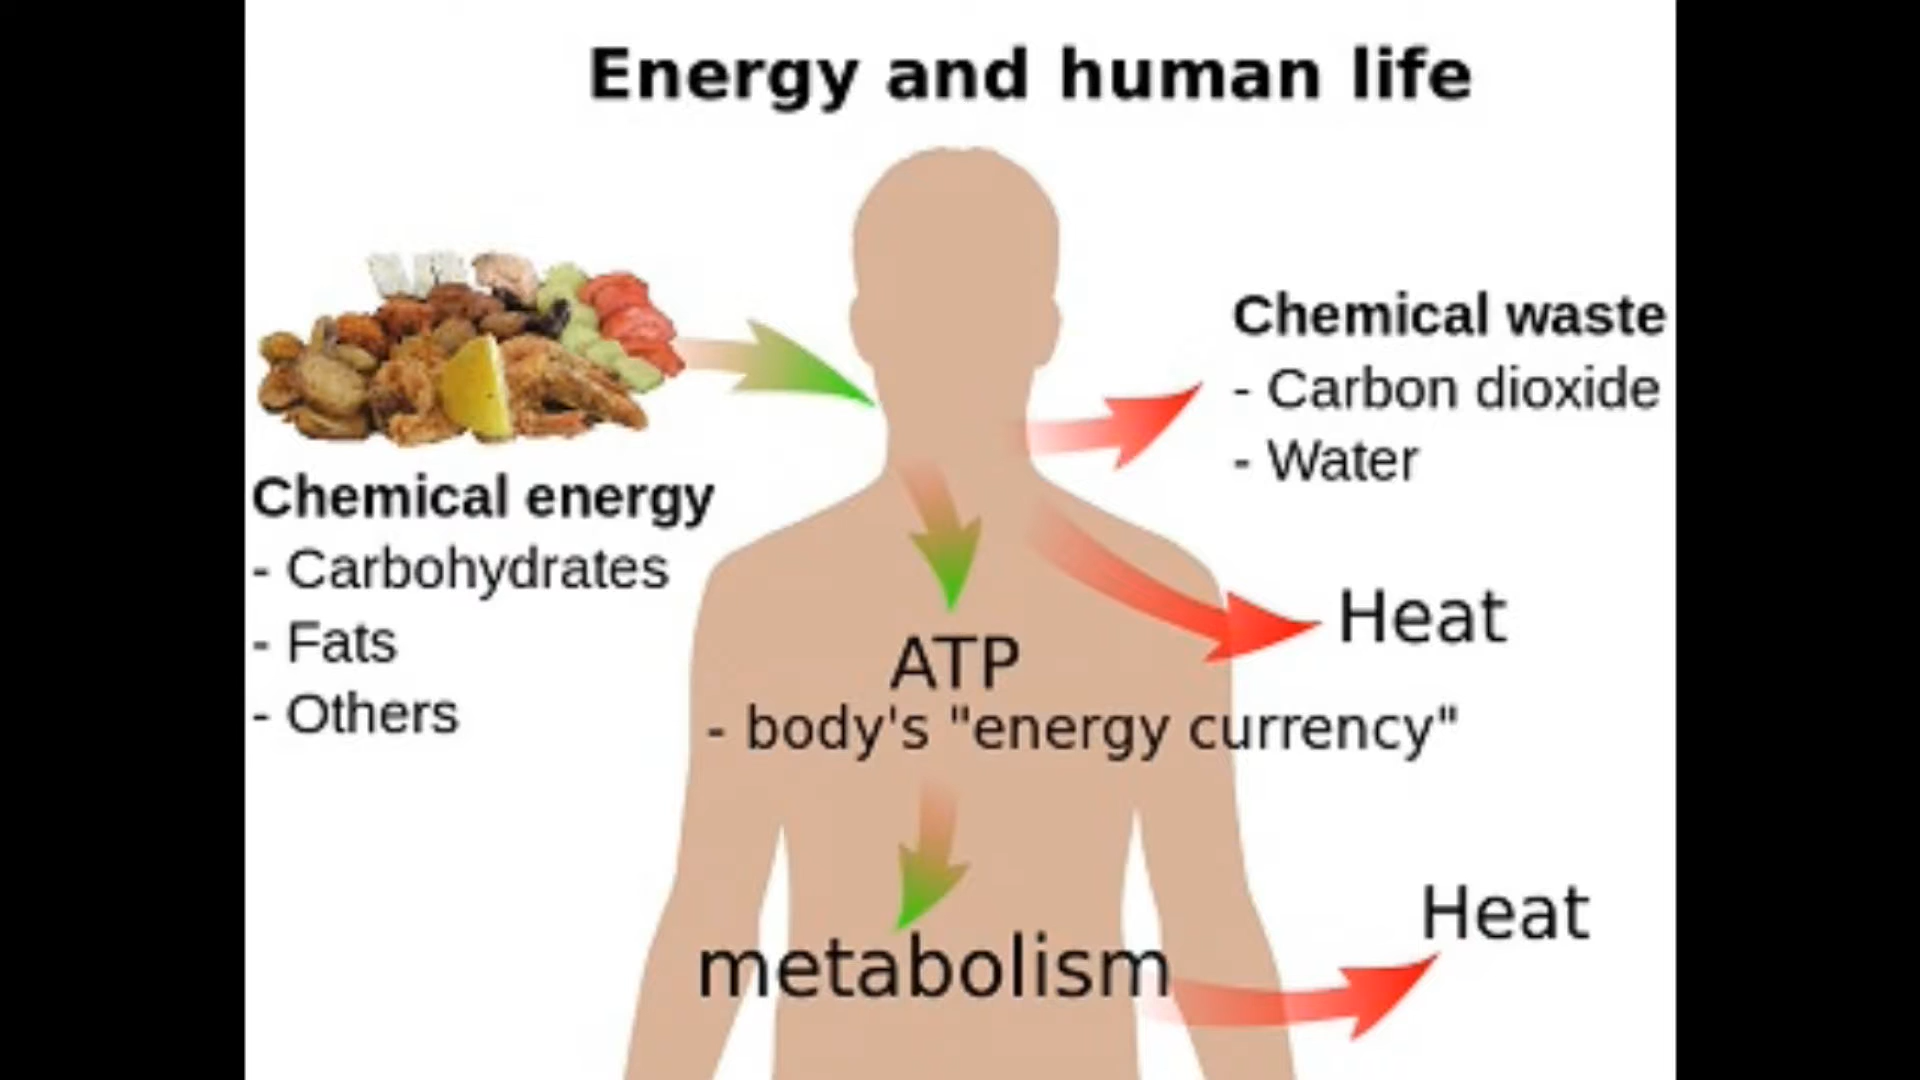 Energy and human life
Chemical energy
- Carbohydrates
- Fats
- Others
Chemical waste
- Carbon dioxide
- Water
Heat
ATP
- body's "energy currency"
metabolism
Heat